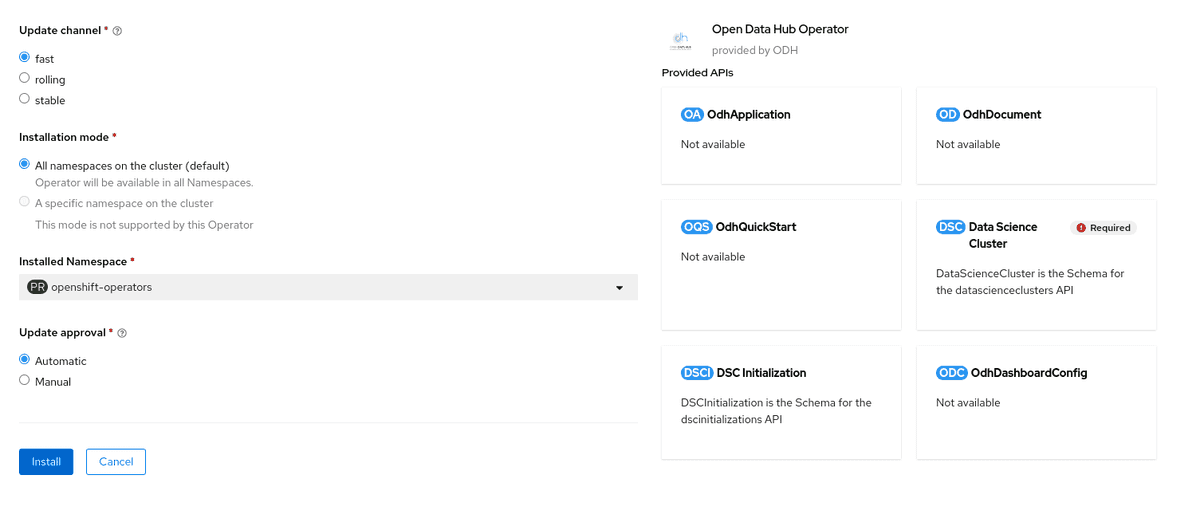 Update channel *
fast
rolling
stable
Installation mode *
All namespaces on the cluster (default)
Operator will be available in all Namespaces.
A specific namespace on the cluster
This mode is not supported by this Operator
Installed Namespace *
PR openshift-operators
Update approval *
Automatic
Manual
Install
Cancel
Open Data Hub Operator
provided by ODH
Provided APIs
OA OdhApplication
Not available
OD OdhDocument
Not available
OQS OdhQuickStart
Not available
DSC Data Science
Cluster
Required
DataScienceCluster is the Schema for
the datascienceclusters API
DSCI DSC Initialization
DSCInitialization is the Schema for the
dscinitializations API
ODC OdhDashboardConfig
Not available